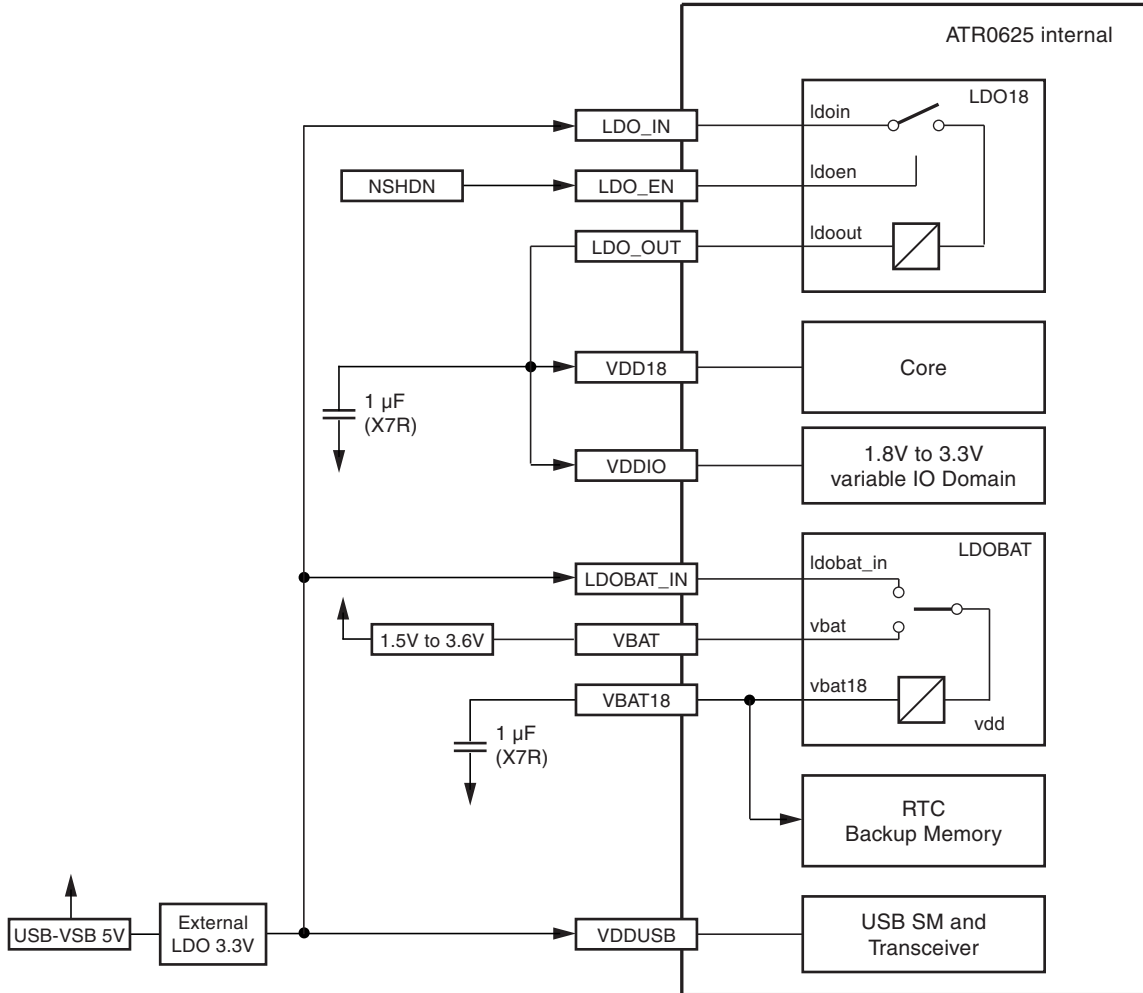 ATR0625 internal
LDO18
LDO_IN
ldoin
NSHDN
LDO_EN
ldoen
LDO_OUT
ldoout
VDD18
Core
1 µF
(X7R)
VDDIO
1.8V to 3.3V
variable IO Domain
LDOBAT
LDOBAT_IN
ldobat_in
1.5V to 3.6V
VBAT
vbat
VBAT18
vbat18
vdd
1 µF
(X7R)
RTC
Backup Memory
USB-VSB 5V
External
LDO 3.3V
VDDUSB
USB SM and
Transceiver